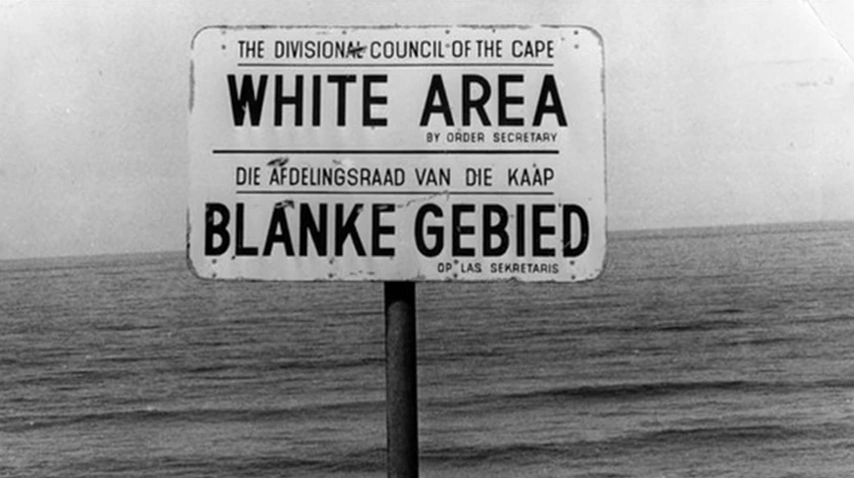 THE DIVISIONAL COUNCIL OF THE CAPE
WHITE AREA
BY ORDER SECRETARY
DIE AFDELINGSRAAD VAN DIE KAAP
BLANKE GEBIED
OP LAS SEKRETARIS